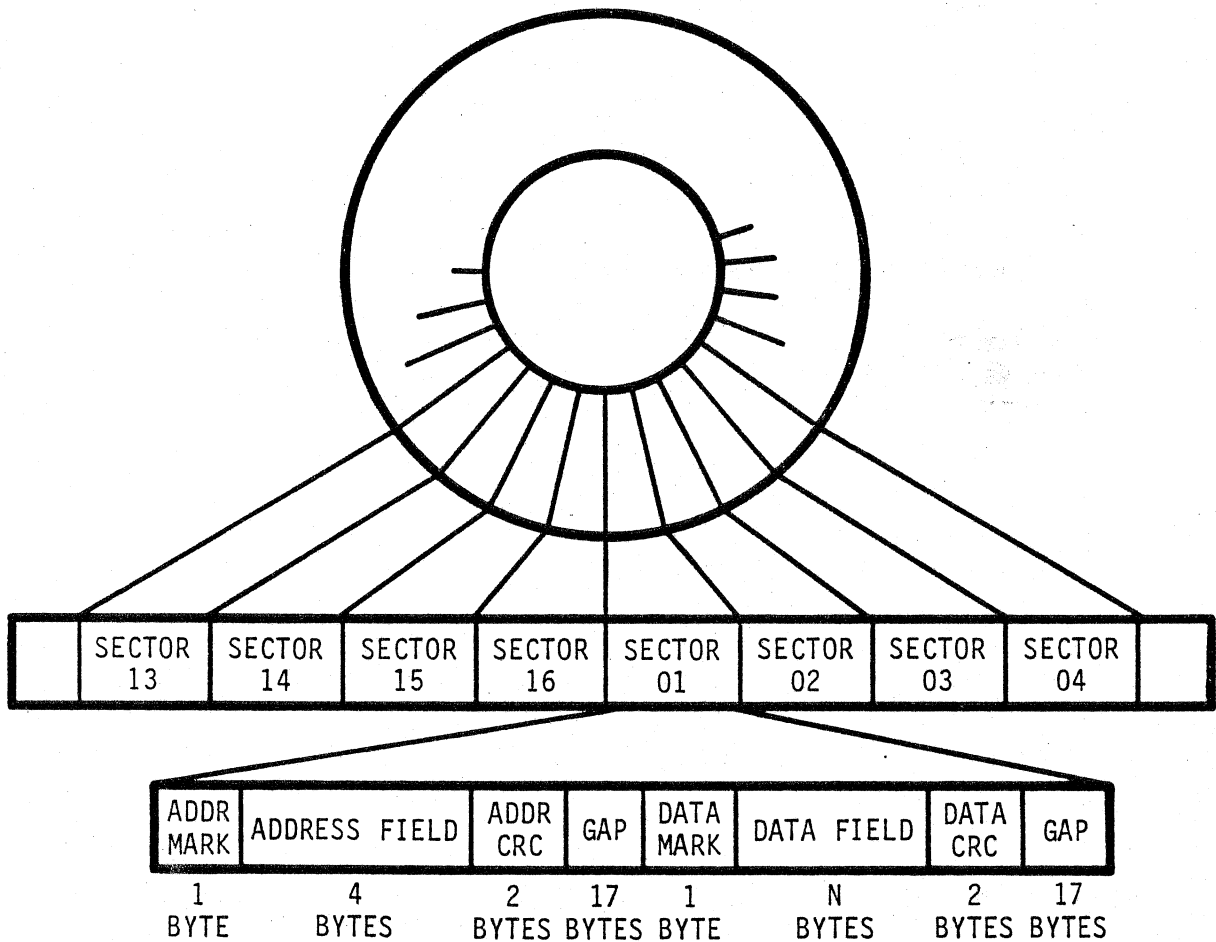 SECTOR 13
SECTOR 14
SECTOR 15
SECTOR 16
SECTOR 01
SECTOR 02
SECTOR 03
SECTOR 04
ADDR MARK
ADDRESS FIELD
ADDR CRC
GAP
DATA MARK
DATA FIELD
DATA CRC
GAP
1 BYTE
4 BYTES
2 BYTES
17 BYTES
1 BYTE
N BYTES
2 BYTES
17 BYTES